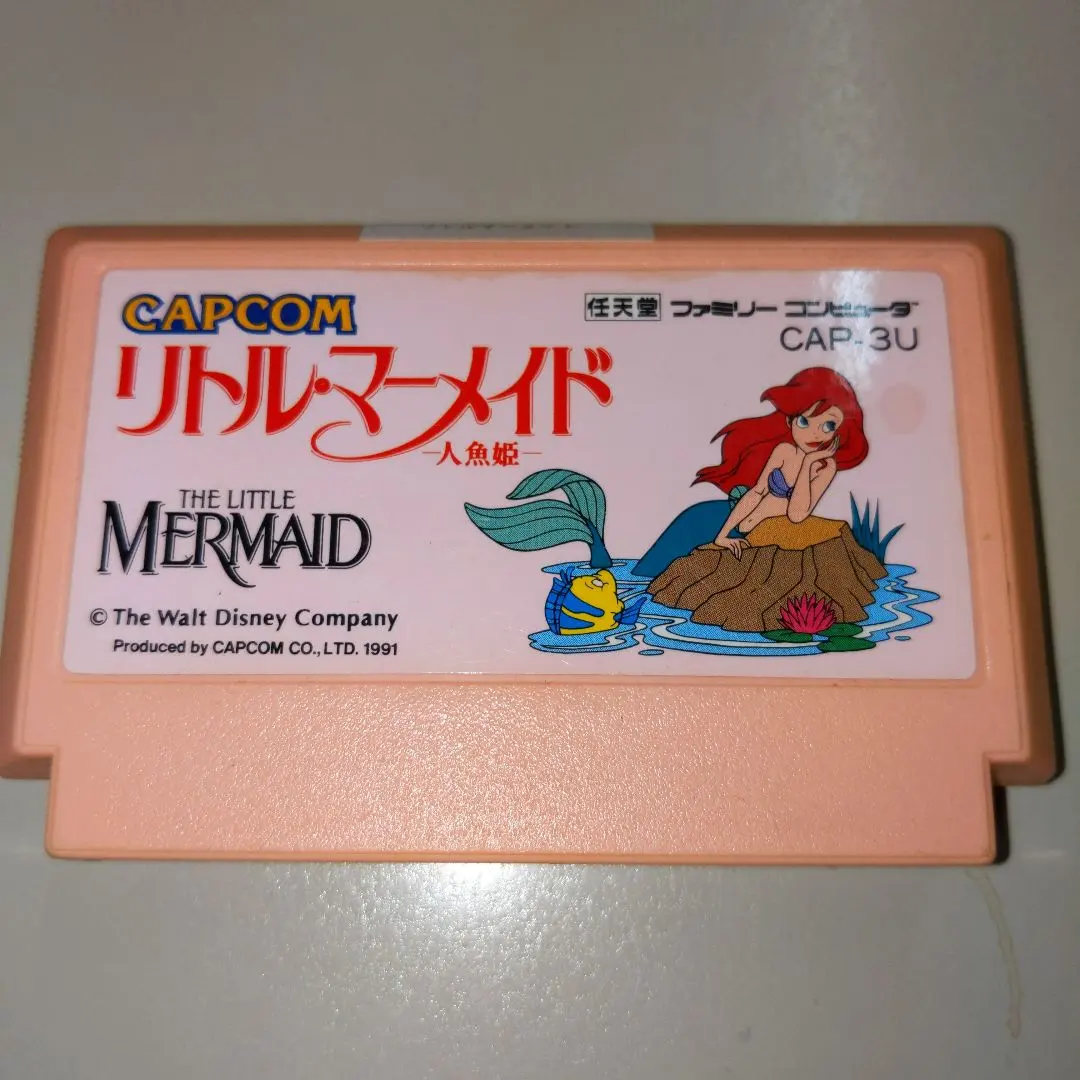 CAPCOM
任天堂 ファミリーコンピュータ
CAP-3U
リトル・マーメイド
―人魚姫―
THE LITTLE
MERMAID
© The Walt Disney Company
Produced by CAPCOM CO.,LTD. 1991